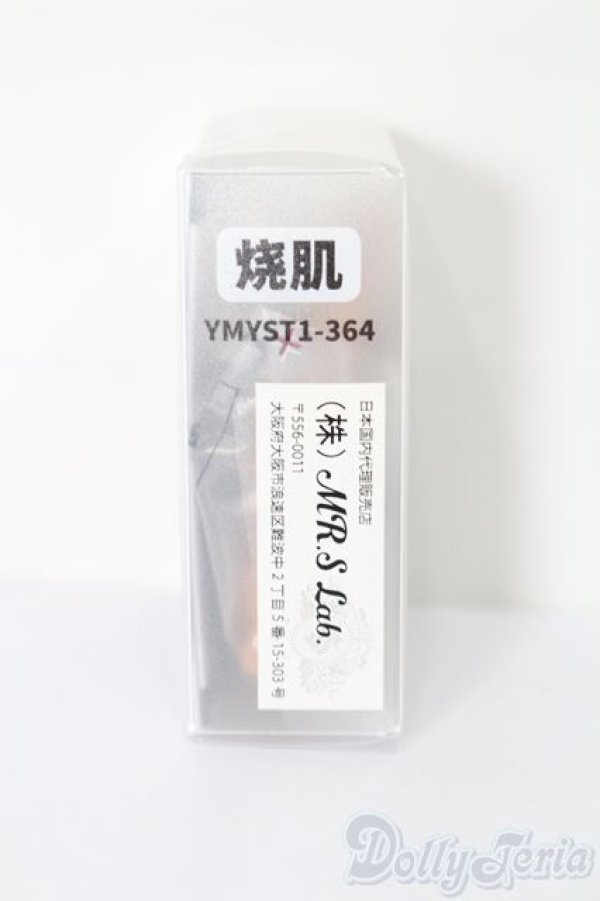 烧肌
YMYST1-364
日本国内代理販売店
（株）MR.S Lab.
〒556-0011
大阪府大阪市浪速区難波中2丁目5番15-303号
DollyTeria